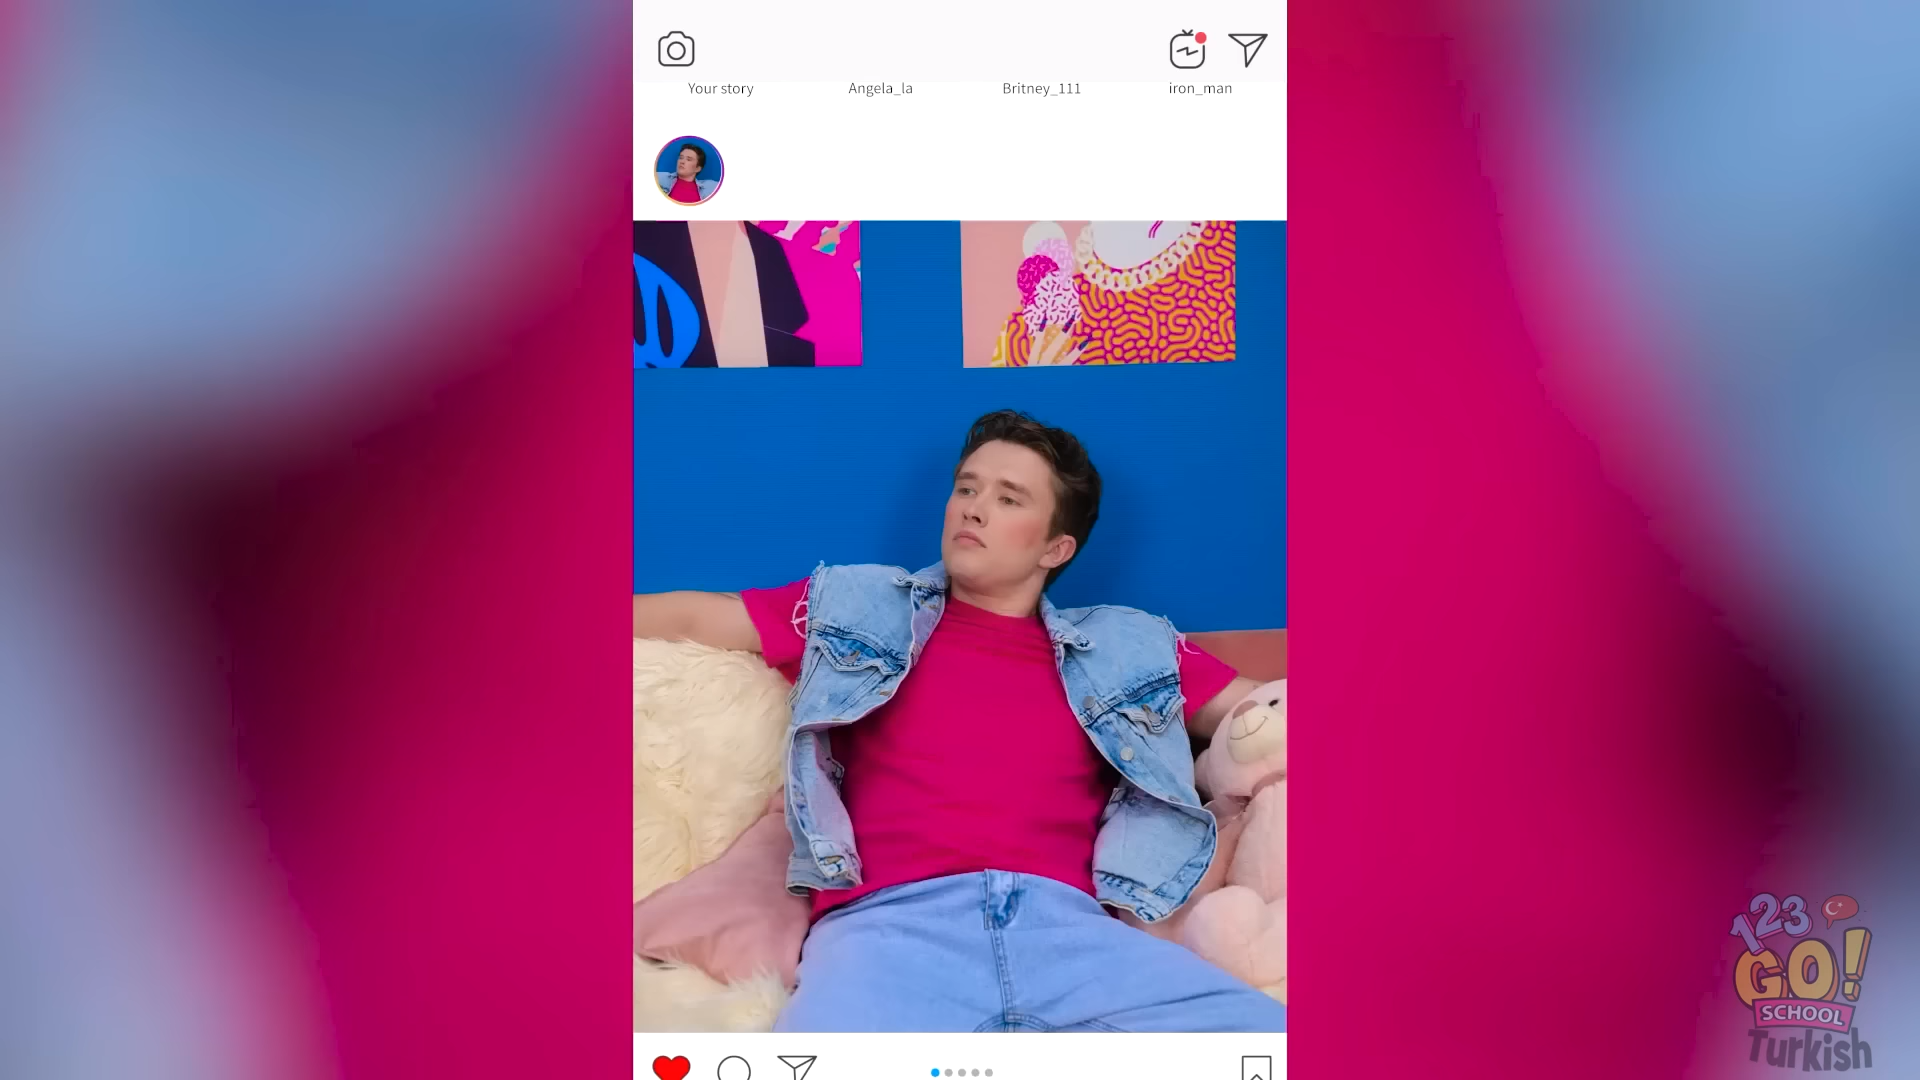 Your story
Angela_la
Britney_111
iron_man
123
GO!
SCHOOL
Turkish